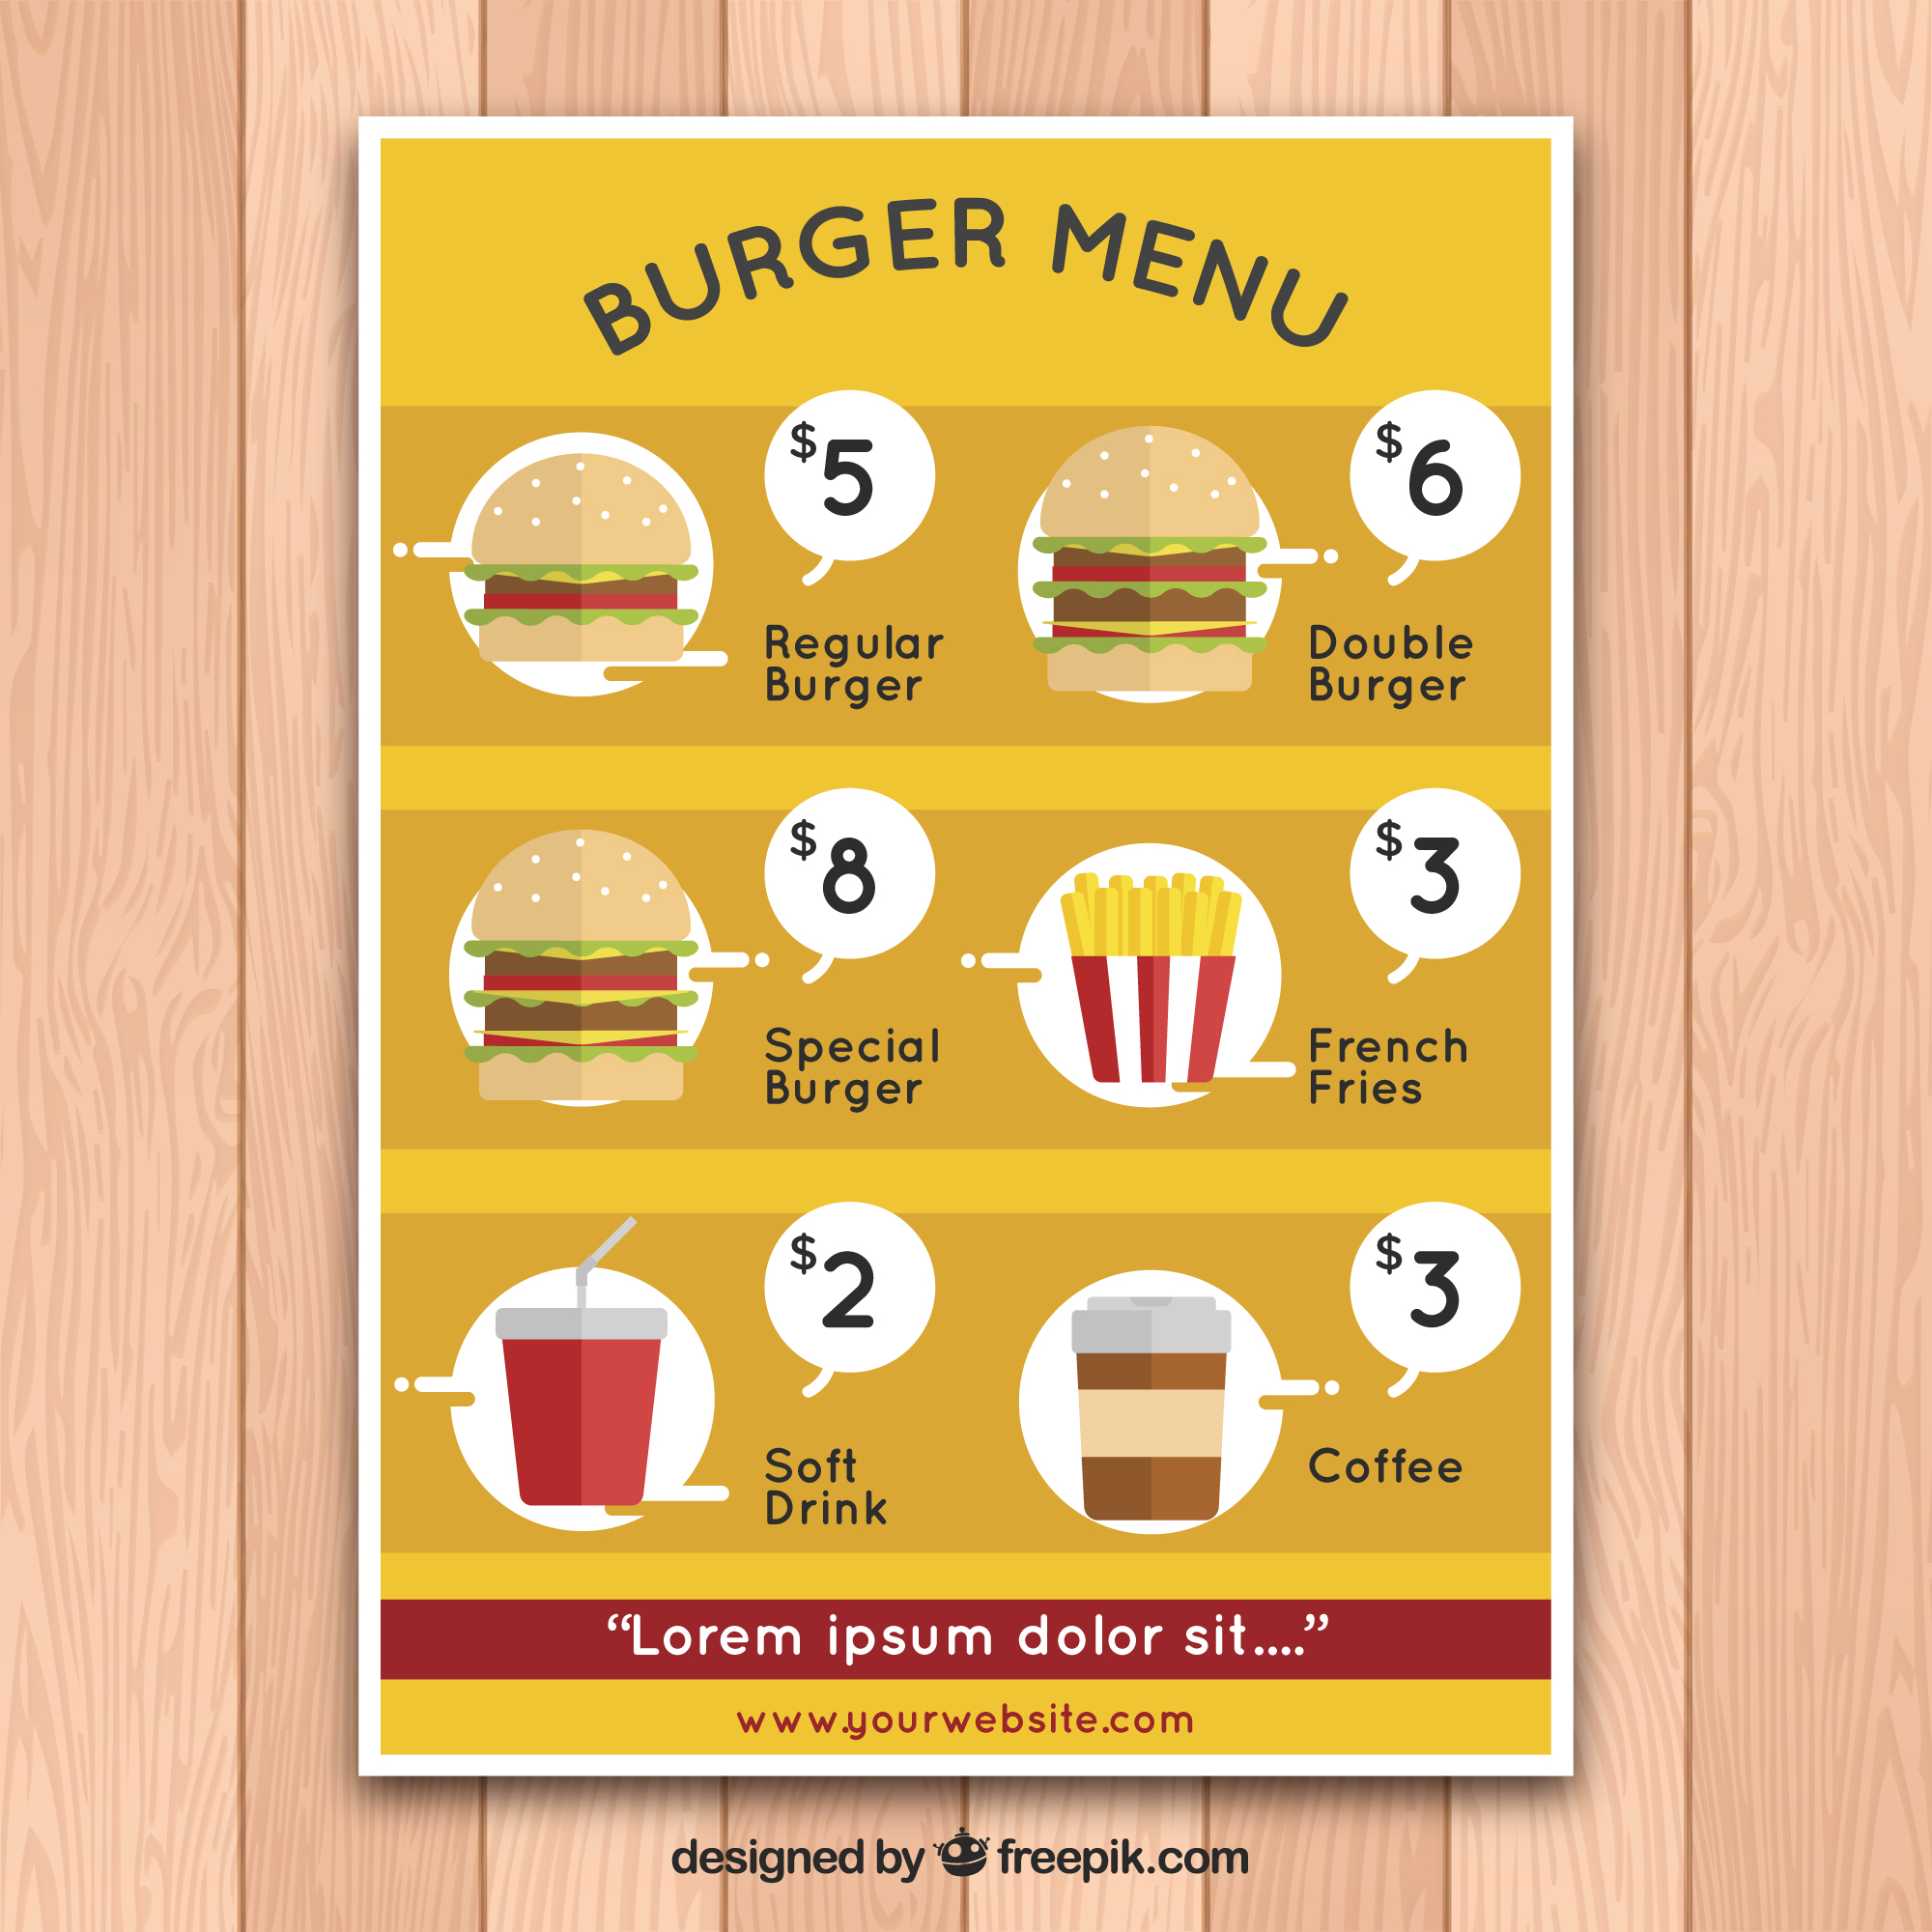 BURGER MENU
$5
Regular
Burger
$6
Double
Burger
$8
Special
Burger
$3
French
Fries
$2
Soft
Drink
$3
Coffee
“Lorem ipsum dolor sit....”
www.yourwebsite.com
designed by freepik.com